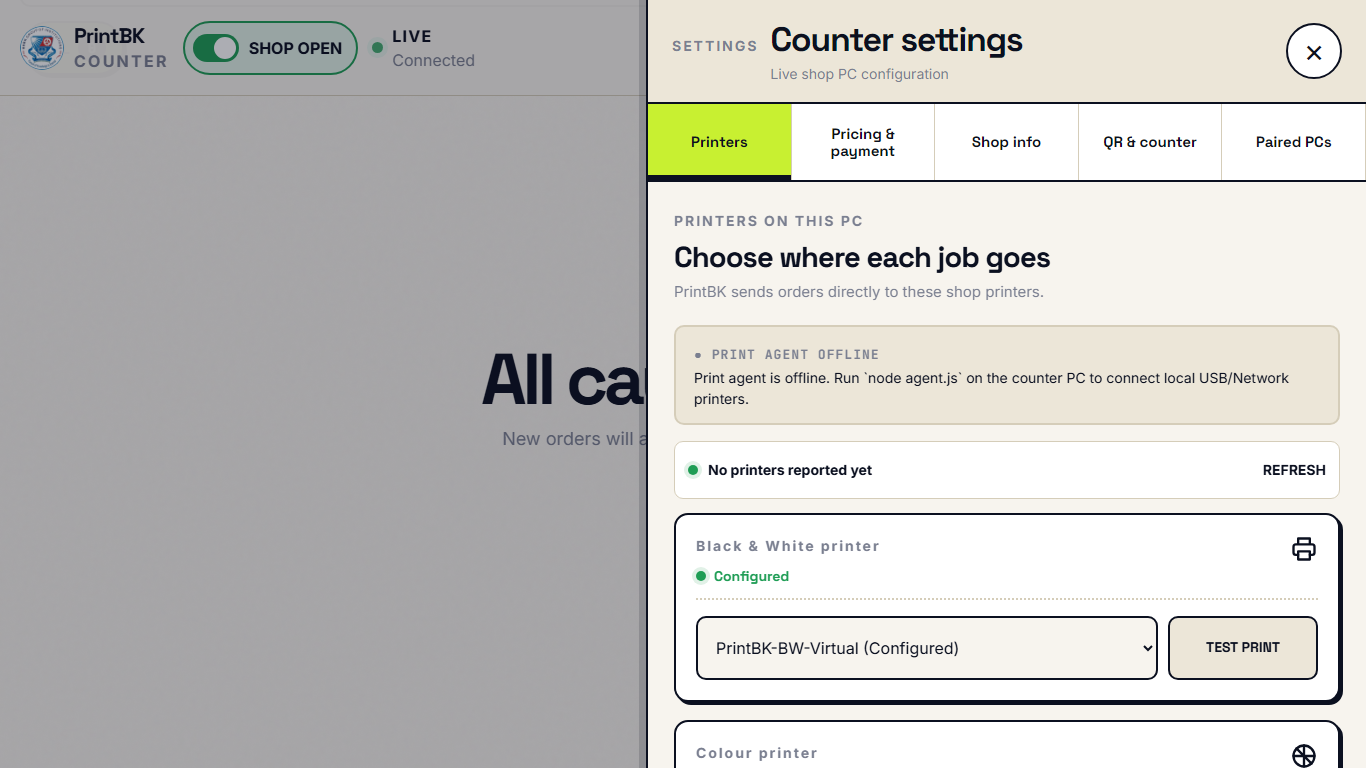 PrintBK
COUNTER
SHOP OPEN
LIVE
Connected
All ca
New orders will a
SETTINGS
Counter settings
Live shop PC configuration
×
Printers
Pricing &
payment
Shop info
QR & counter
Paired PCs
PRINTERS ON THIS PC
Choose where each job goes
PrintBK sends orders directly to these shop printers.
● PRINT AGENT OFFLINE
Print agent is offline. Run `node agent.js` on the counter PC to connect local USB/Network
printers.
No printers reported yet
REFRESH
Black & White printer
Configured
PrintBK-BW-Virtual (Configured)
TEST PRINT
Colour printer